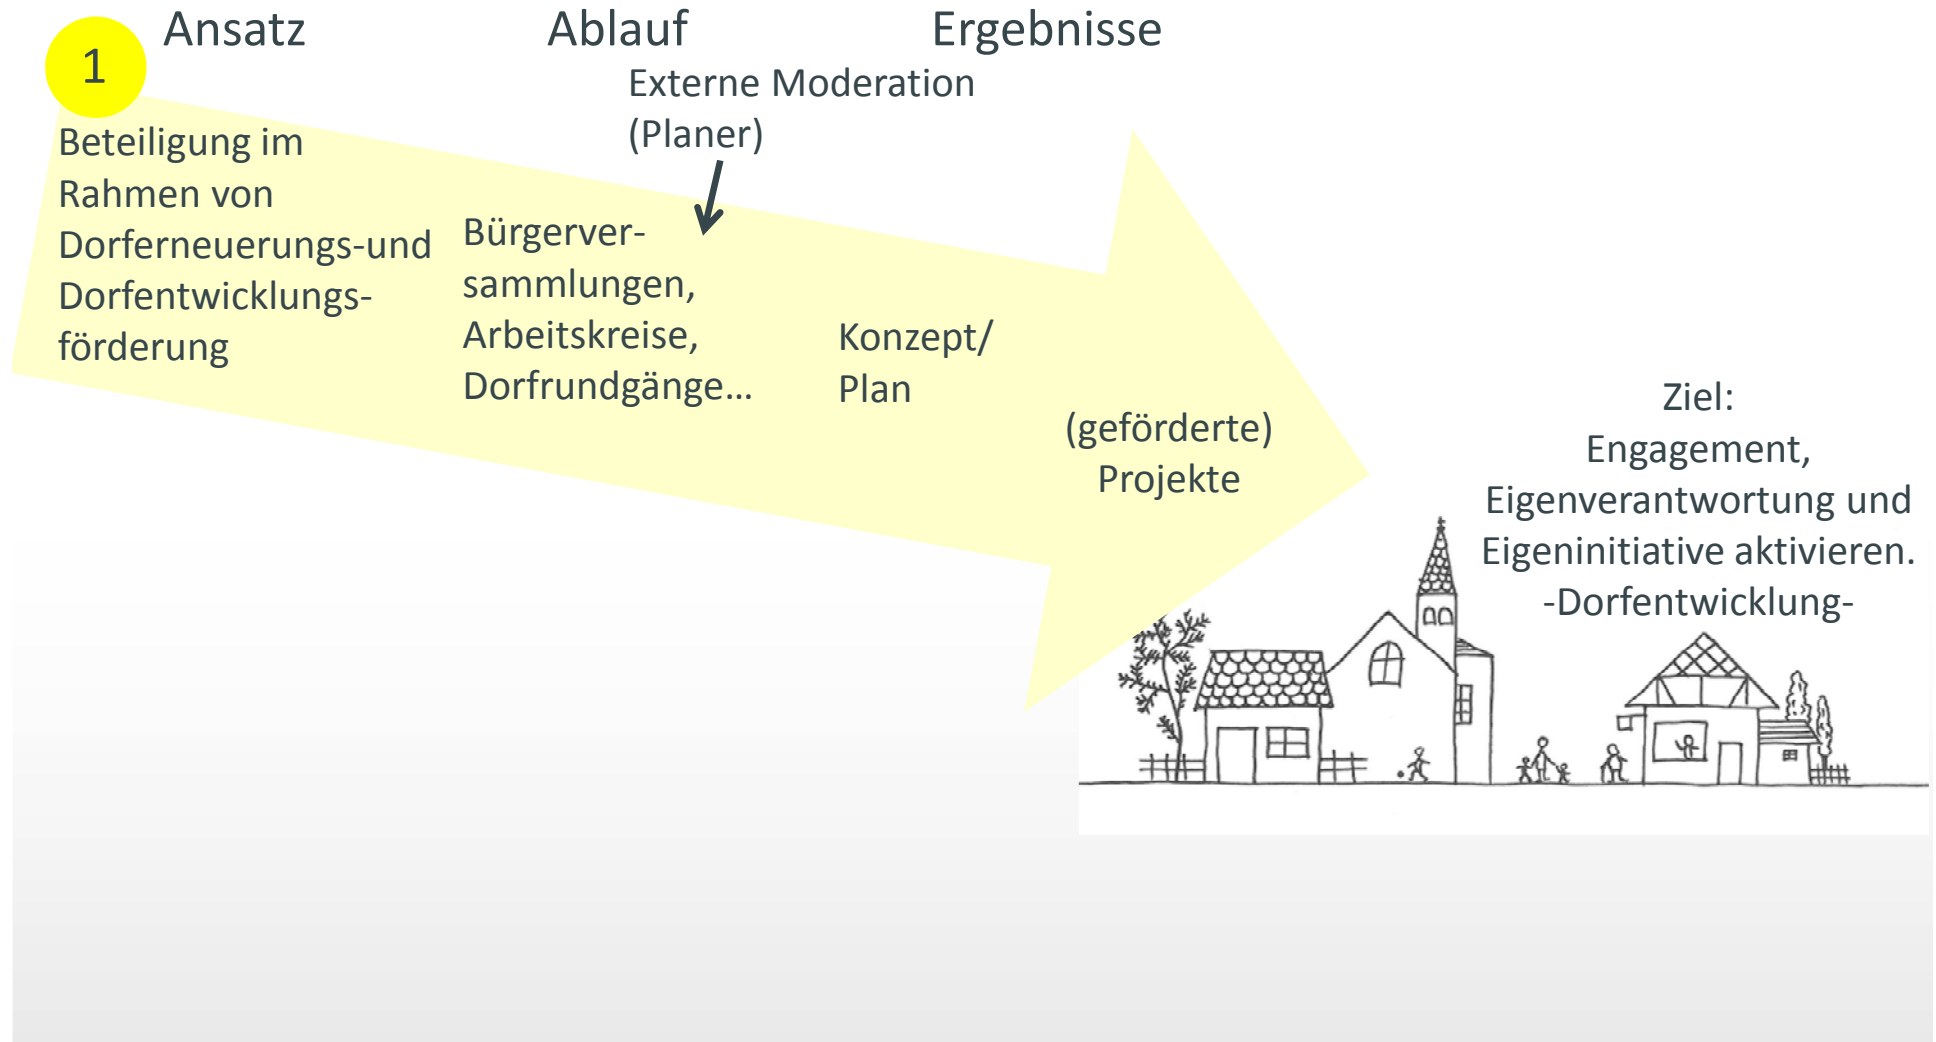 Ansatz
Ablauf
Ergebnisse
1
Externe Moderation
(Planer)
Beteiligung im
Rahmen von
Dorferneuerungs-und
Dorfentwicklungs-
förderung
Bürgerver-
sammlungen,
Arbeitskreise,
Dorfrundgänge...
Konzept/
Plan
(geförderte)
Projekte
Ziel:
Engagement,
Eigenverantwortung und
Eigeninitiative aktivieren.
-Dorfentwicklung-